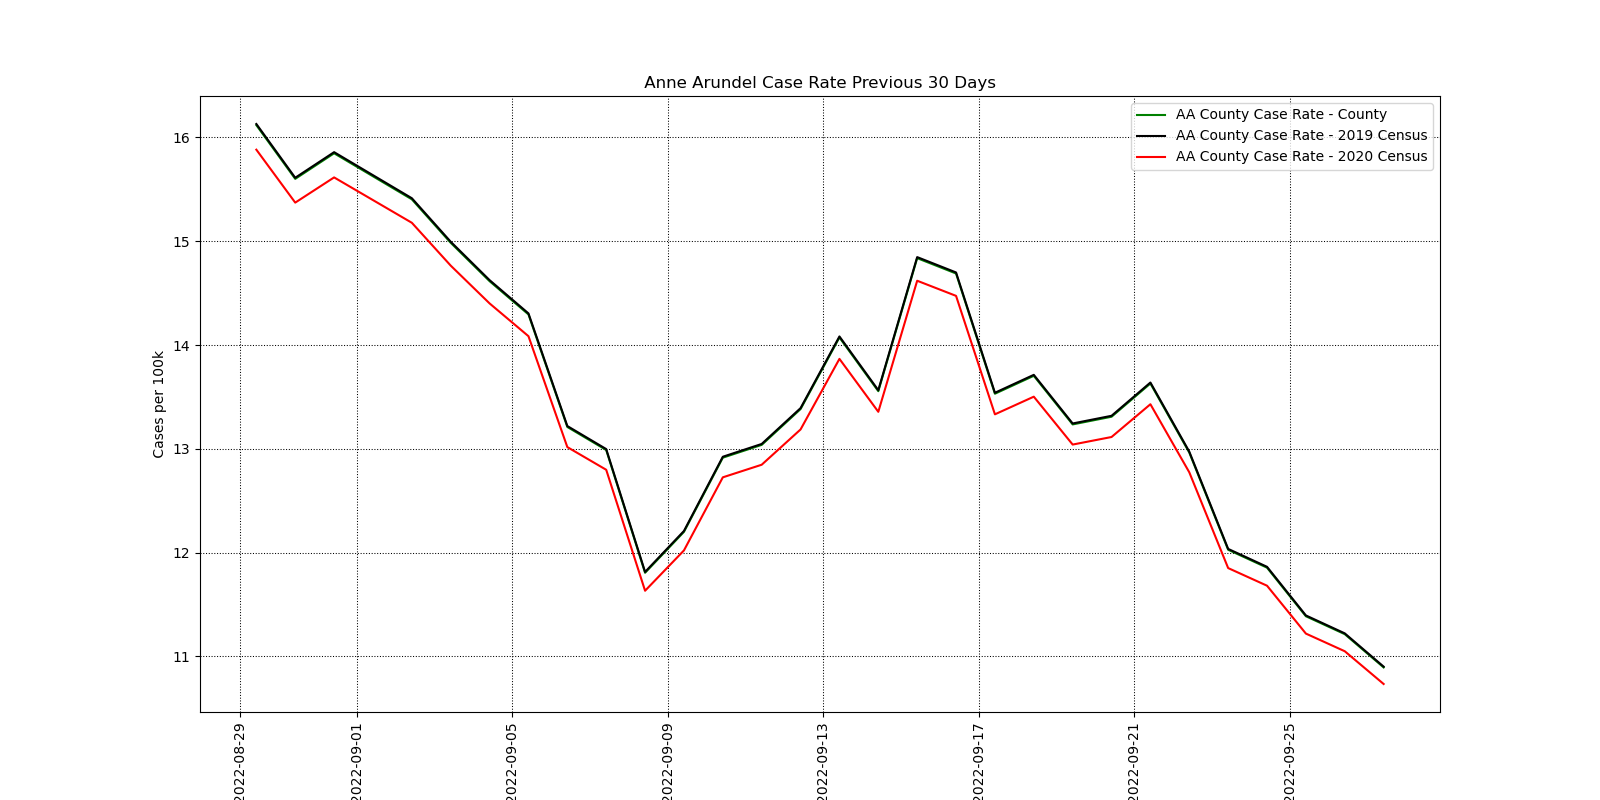 Anne Arundel Case Rate Previous 30 Days
AA County Case Rate - County
AA County Case Rate - 2019 Census
AA County Case Rate - 2020 Census
Cases per 100k
16
15
14
13
12
11
2022-08-29
2022-09-01
2022-09-05
2022-09-09
2022-09-13
2022-09-17
2022-09-21
2022-09-25